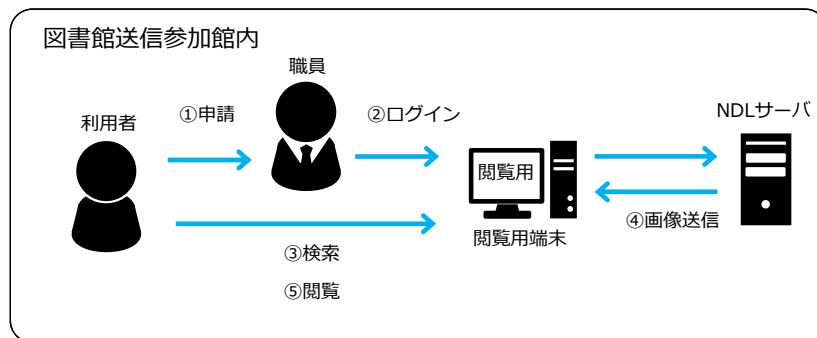 図書館送信参加館内
職員
利用者
①申請
②ログイン
NDLサーバ
閲覧用
閲覧用端末
④画像送信
③検索
⑤閲覧